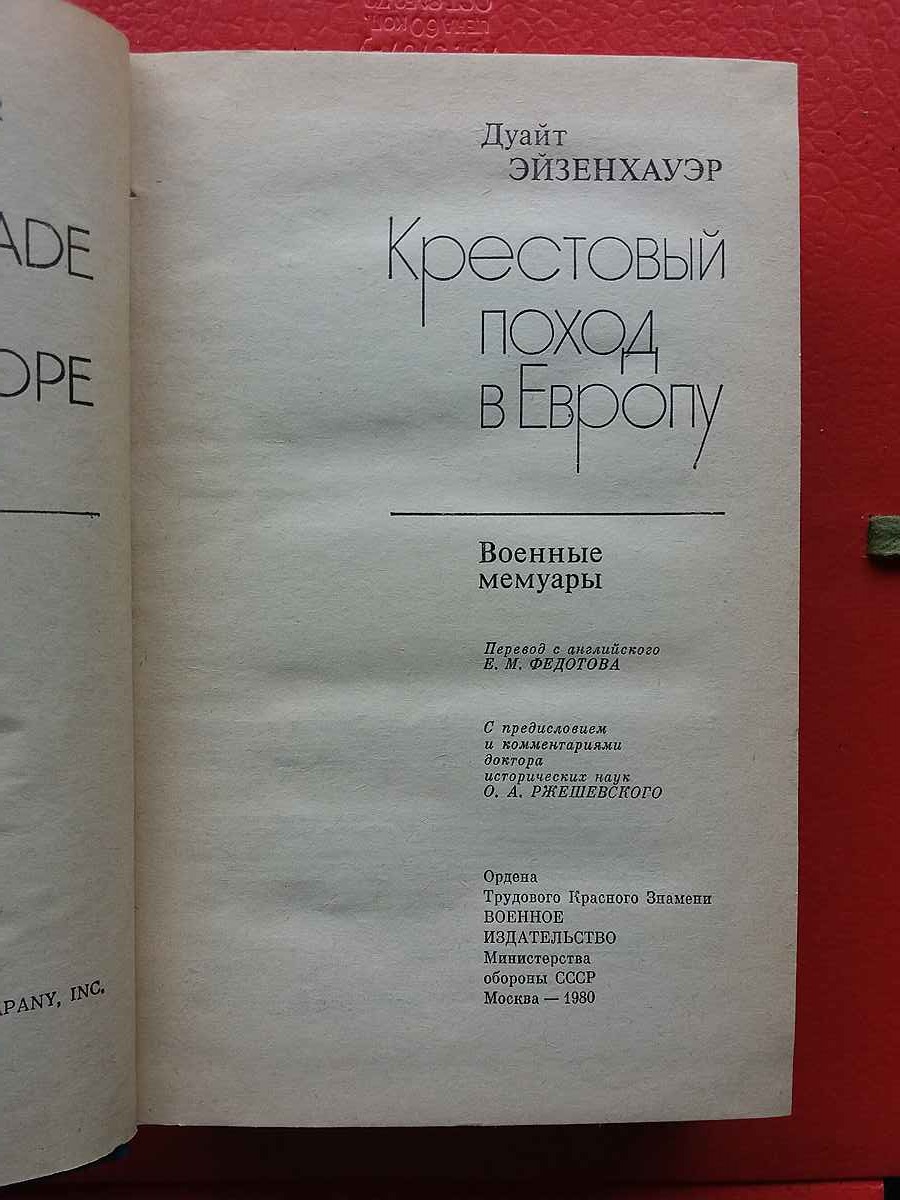 ADE
OPE
MPANY, INC.
Дуайт
ЭЙЗЕНХАУЭР
Крестовый
поход
в Европу
Военные
мемуары
Перевод с английского
Е. М. ФЕДОТОВА
С предисловием
и комментариями
доктора
исторических наук
О. А. РЖЕШЕВСКОГО
Ордена
Трудового Красного Знамени
ВОЕННОЕ
ИЗДАТЕЛЬСТВО
Министерства
обороны СССР
Москва — 1980